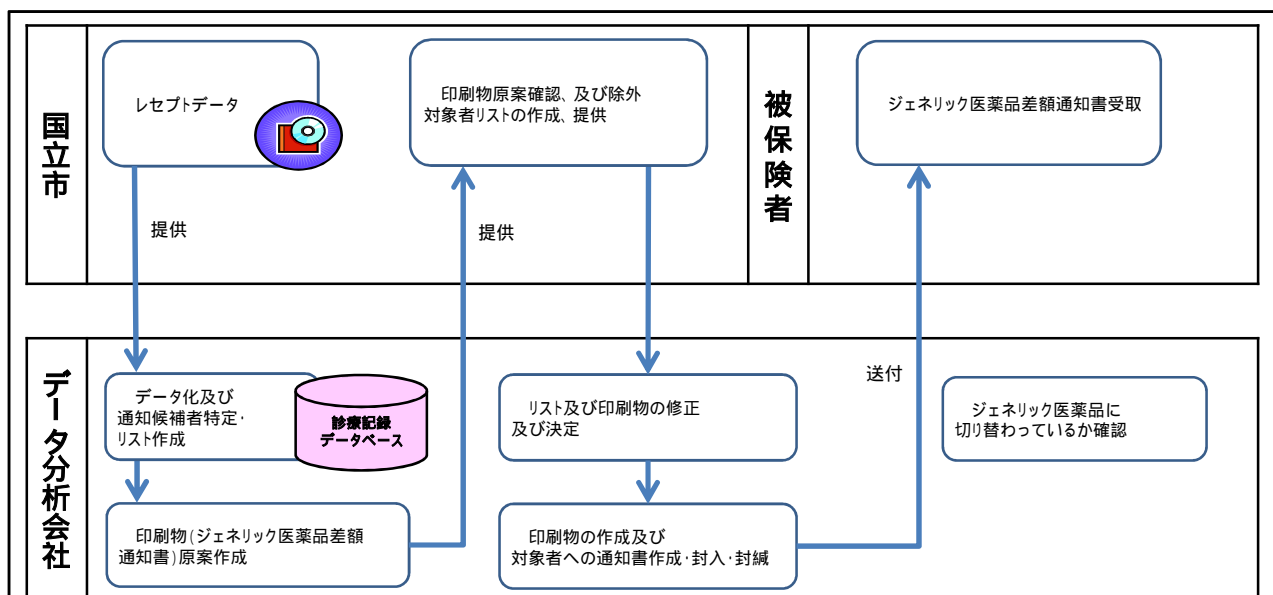 国立市
レセプトデータ
提供
印刷物原案確認、及び除外
対象者リストの作成、提供
提供
被保険者
ジェネリック医薬品差額通知書受取
データ分析会社
データ化及び
通知候補者特定・
リスト作成
診療記録
データベース
印刷物(ジェネリック医薬品差額
通知書)原案作成
リスト及び印刷物の修正
及び決定
印刷物の作成及び
対象者への通知書作成・封入・封緘
送付
ジェネリック医薬品に
切り替わっているか確認